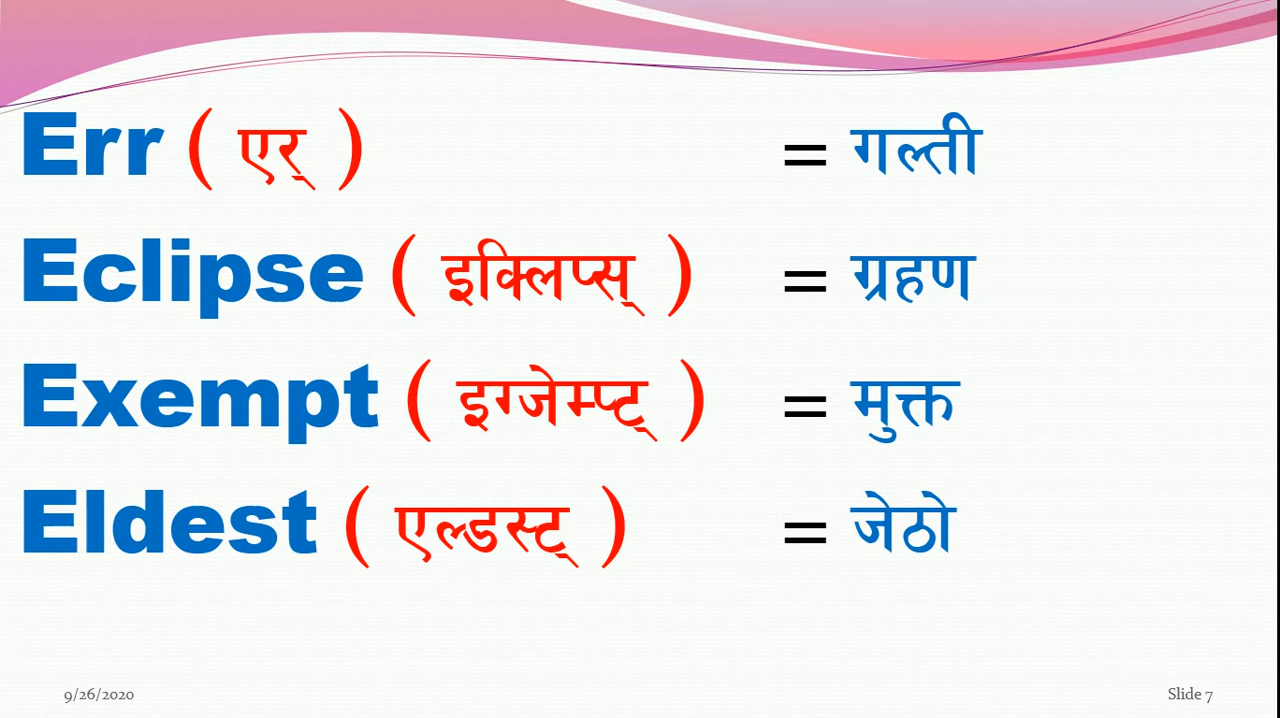 Err ( एर् ) = गल्ती
Eclipse ( इक्लिप्स् ) = ग्रहण
Exempt ( इग्जेम्प्ट् ) = मुक्त
Eldest ( एल्डस्ट् ) = जेठो
9/26/2020 Slide 7